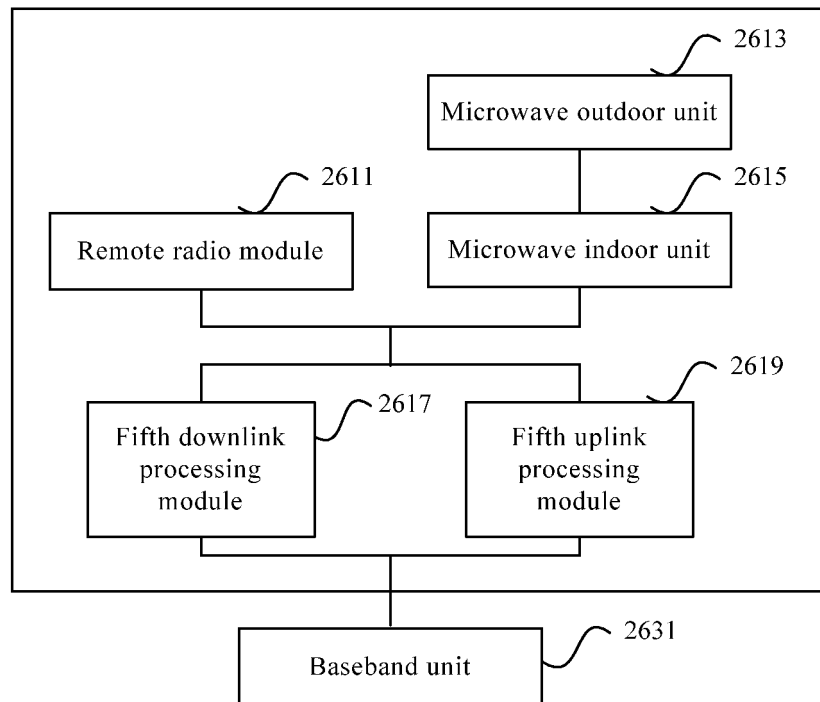 2613
Microwave outdoor unit
2611
2615
Remote radio module
Microwave indoor unit
2619
2617
Fifth downlink
processing
module
Fifth uplink
processing
module
2631
Baseband unit